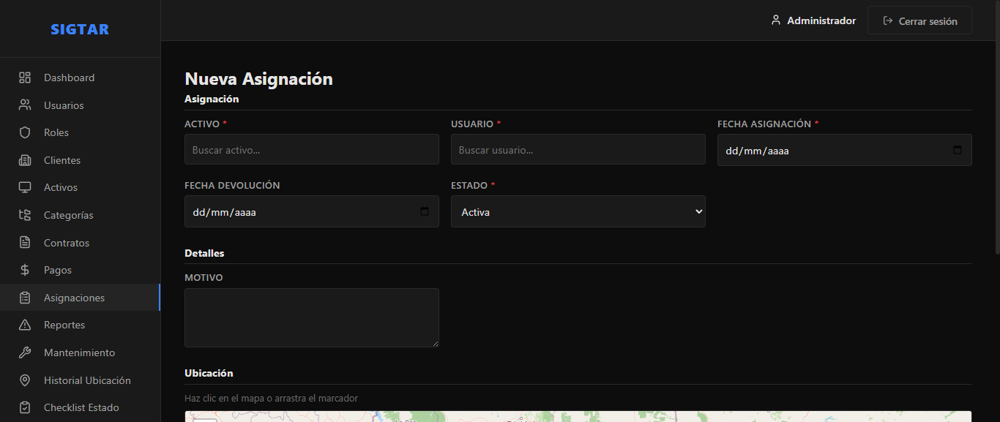 SIGTAR
Administrador
Cerrar sesión
Dashboard
Usuarios
Roles
Clientes
Activos
Categorías
Contratos
Pagos
Asignaciones
Reportes
Mantenimiento
Historial Ubicación
Checklist Estado
Nueva Asignación
Asignación
ACTIVO * USUARIO * FECHA ASIGNACIÓN *
Buscar activo... Buscar usuario... dd/mm/aaaa
FECHA DEVOLUCIÓN ESTADO *
dd/mm/aaaa Activa
Detalles
MOTIVO
Ubicación
Haz clic en el mapa o arrastra el marcador